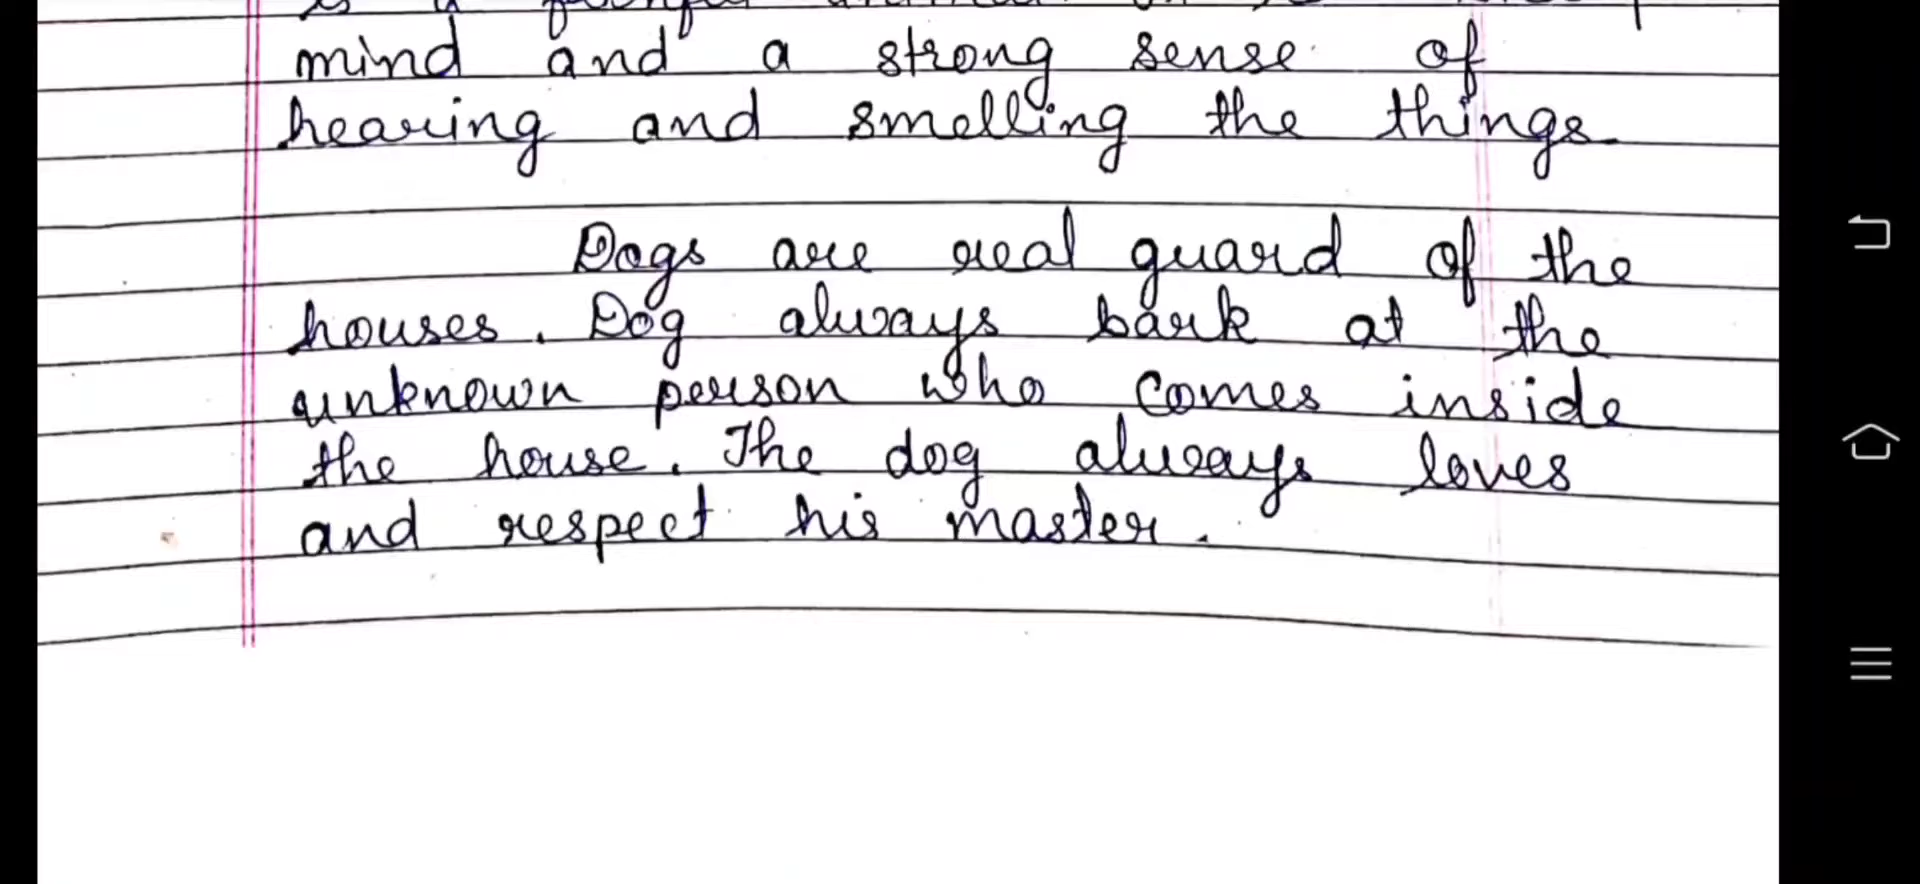 is a
mind and a strong sense of
hearing and smelling the things
Dogs are real guard of the
houses. Dog always bark at the
unknown person who comes inside
the house. The dog always loves
and respect his master.